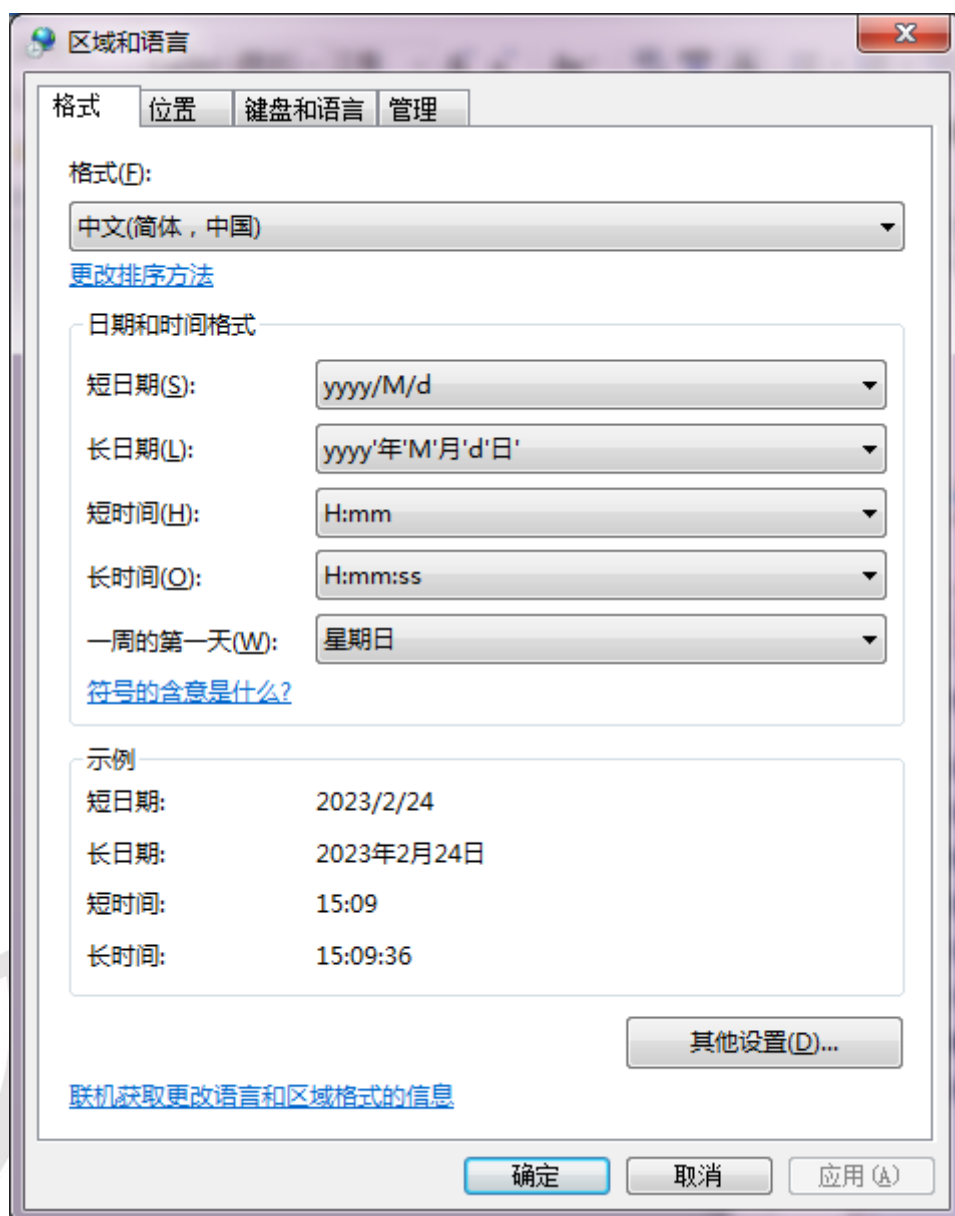 区域和语言
格式 位置 键盘和语言 管理
格式(F):
中文(简体，中国)
更改排序方法
日期和时间格式
短日期(S): yyyy/M/d
长日期(L): yyyy'年'M'月'd'日'
短时间(H): H:mm
长时间(O): H:mm:ss
一周的第一天(W): 星期日
符号的含意是什么?
示例
短日期: 2023/2/24
长日期: 2023年2月24日
短时间: 15:09
长时间: 15:09:36
其他设置(D)...
联机获取更改语言和区域格式的信息
确定 取消 应用(A)